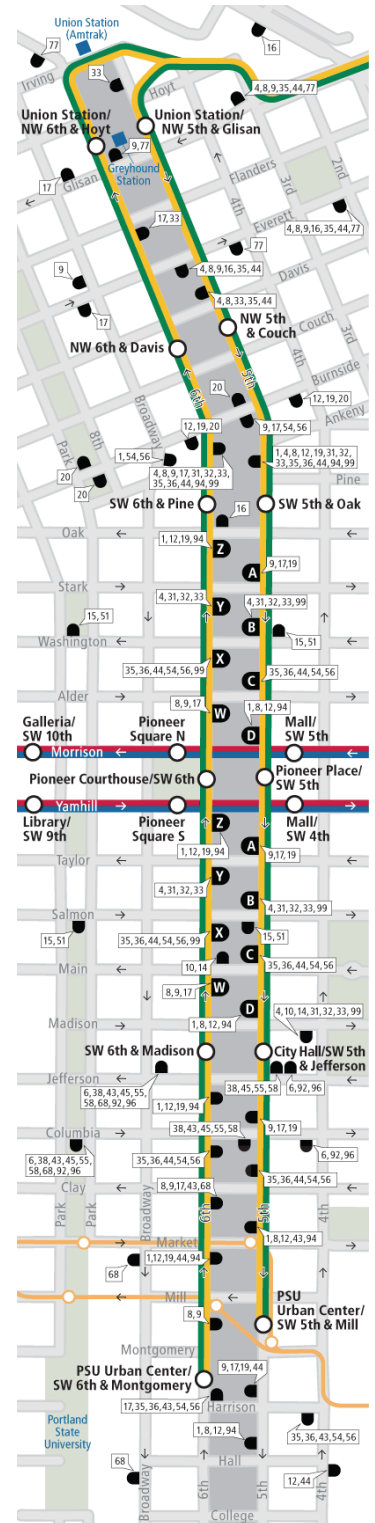 Union Station
(Amtrak)
77
16
Irving
33
Hoyt
4,8,9,35,44,77
Union Station/
NW 6th & Hoyt
Union Station/
NW 5th & Glisan
9,77
Greyhound
Station
17
Glisan
Flanders
2nd
3rd
4th
17,33
Everett
4,8,9,16,35,44,77
77
9
4,8,9,16,35,44
Davis
17
4,8,33,35,44
NW 5th
& Couch
Couch
NW 6th & Davis
4th
3rd
6th
5th
Burnside
20
12,19,20
Ankeny
Broadway
8th
Park
12,19,20
9,17,54,56
1,54,56
20
20
4,8,9,17,31,32,33,
35,36,44,94,99
1,4,8,12,19,31,32,
33,35,36,44,94,99
Pine
SW 6th & Pine
SW 5th & Oak
16
Oak
Z
1,12,19,94
A
9,17,19
Stark
4,31,32,33
Y
4,31,32,33,99
B
15,51
15,51
Washington
X
35,36,44,54,56,99
C
35,36,44,54,56
Alder
8,9,17
W
1,8,12,94
D
Galleria/
SW 10th
Pioneer
Square N
Mall/
SW 5th
Morrison
Pioneer Courthouse/SW 6th
Pioneer Place/
SW 5th
Yamhill
Library/
SW 9th
Pioneer
Square S
Mall/
SW 4th
Z
1,12,19,94
A
9,17,19
Taylor
4,31,32,33
Y
B
4,31,32,33,99
Salmon
15,51
35,36,44,54,56,99
X
15,51
10,14
C
35,36,44,54,56
Main
8,9,17
W
1,8,12,94
D
4,10,14,31,32,33,99
Madison
SW 6th & Madison
City Hall/SW 5th
& Jefferson
Jefferson
6,38,43,45,55,
58,68,92,96
38,45,55,58
6,92,96
1,12,19,94
38,43,45,55,58
9,17,19
Columbia
6,38,43,45,55,
58,68,92,96
35,36,44,54,56
6,92,96
35,36,44,54,56
Clay
8,9,17,43,68
Park
Park
Broadway
6th
5th
4th
Market
1,8,12,43,94
68
1,12,19,44,94
Mill
8,9
PSU
Urban Center/
SW 5th & Mill
Montgomery
PSU Urban Center/
SW 6th & Montgomery
9,17,19,44
17,35,36,43,54,56
Harrison
Portland
State
University
1,8,12,94
35,36,43,54,56
Hall
68
12,44
Broadway
6th
5th
4th
College